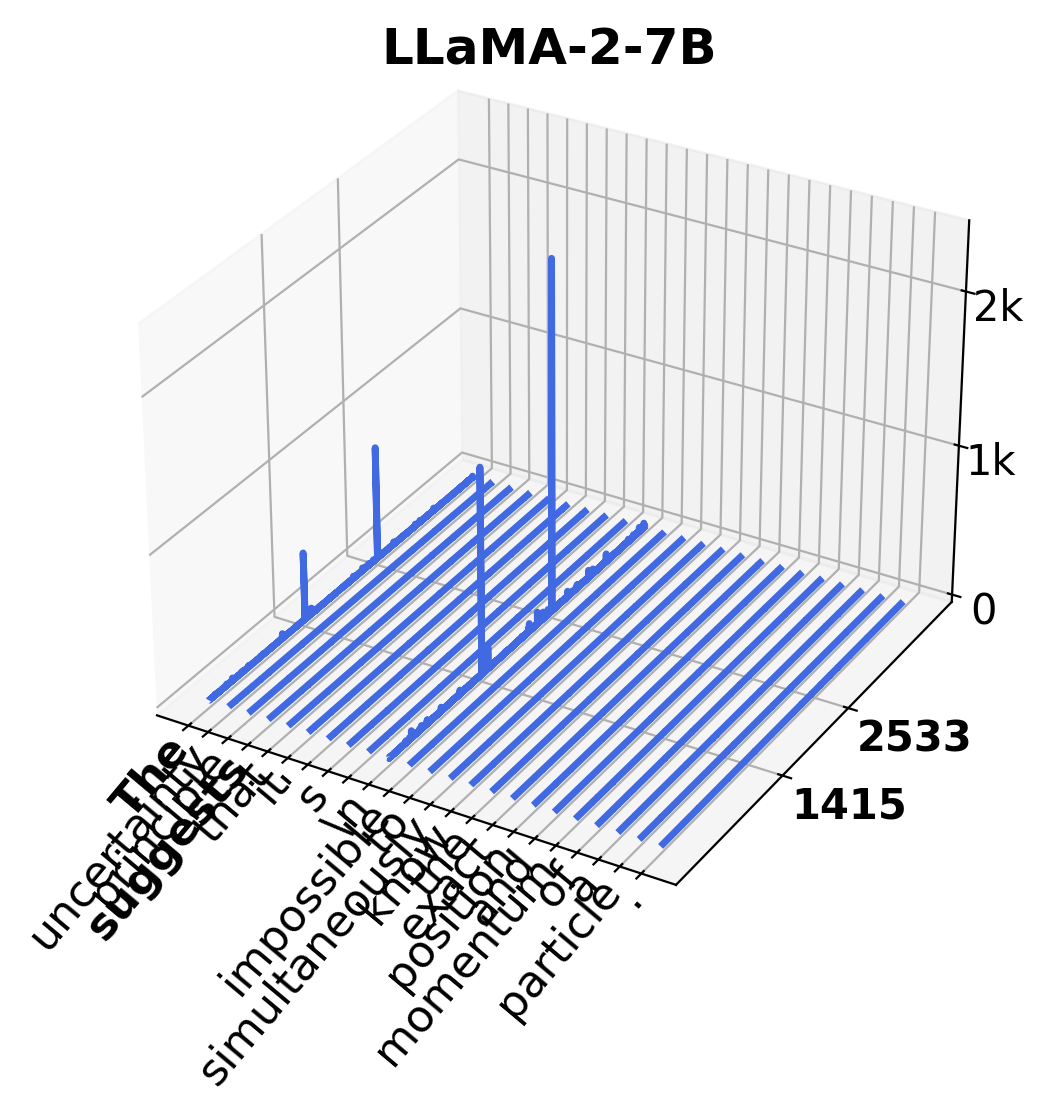 LLaMA-2-7B
2k
1k
0
2533
1415
The
uncertainty
principle
suggests
that
it
s
\n
impossible
to
simultaneously
know
the
exact
position
and
momentum
of
a
particle
.